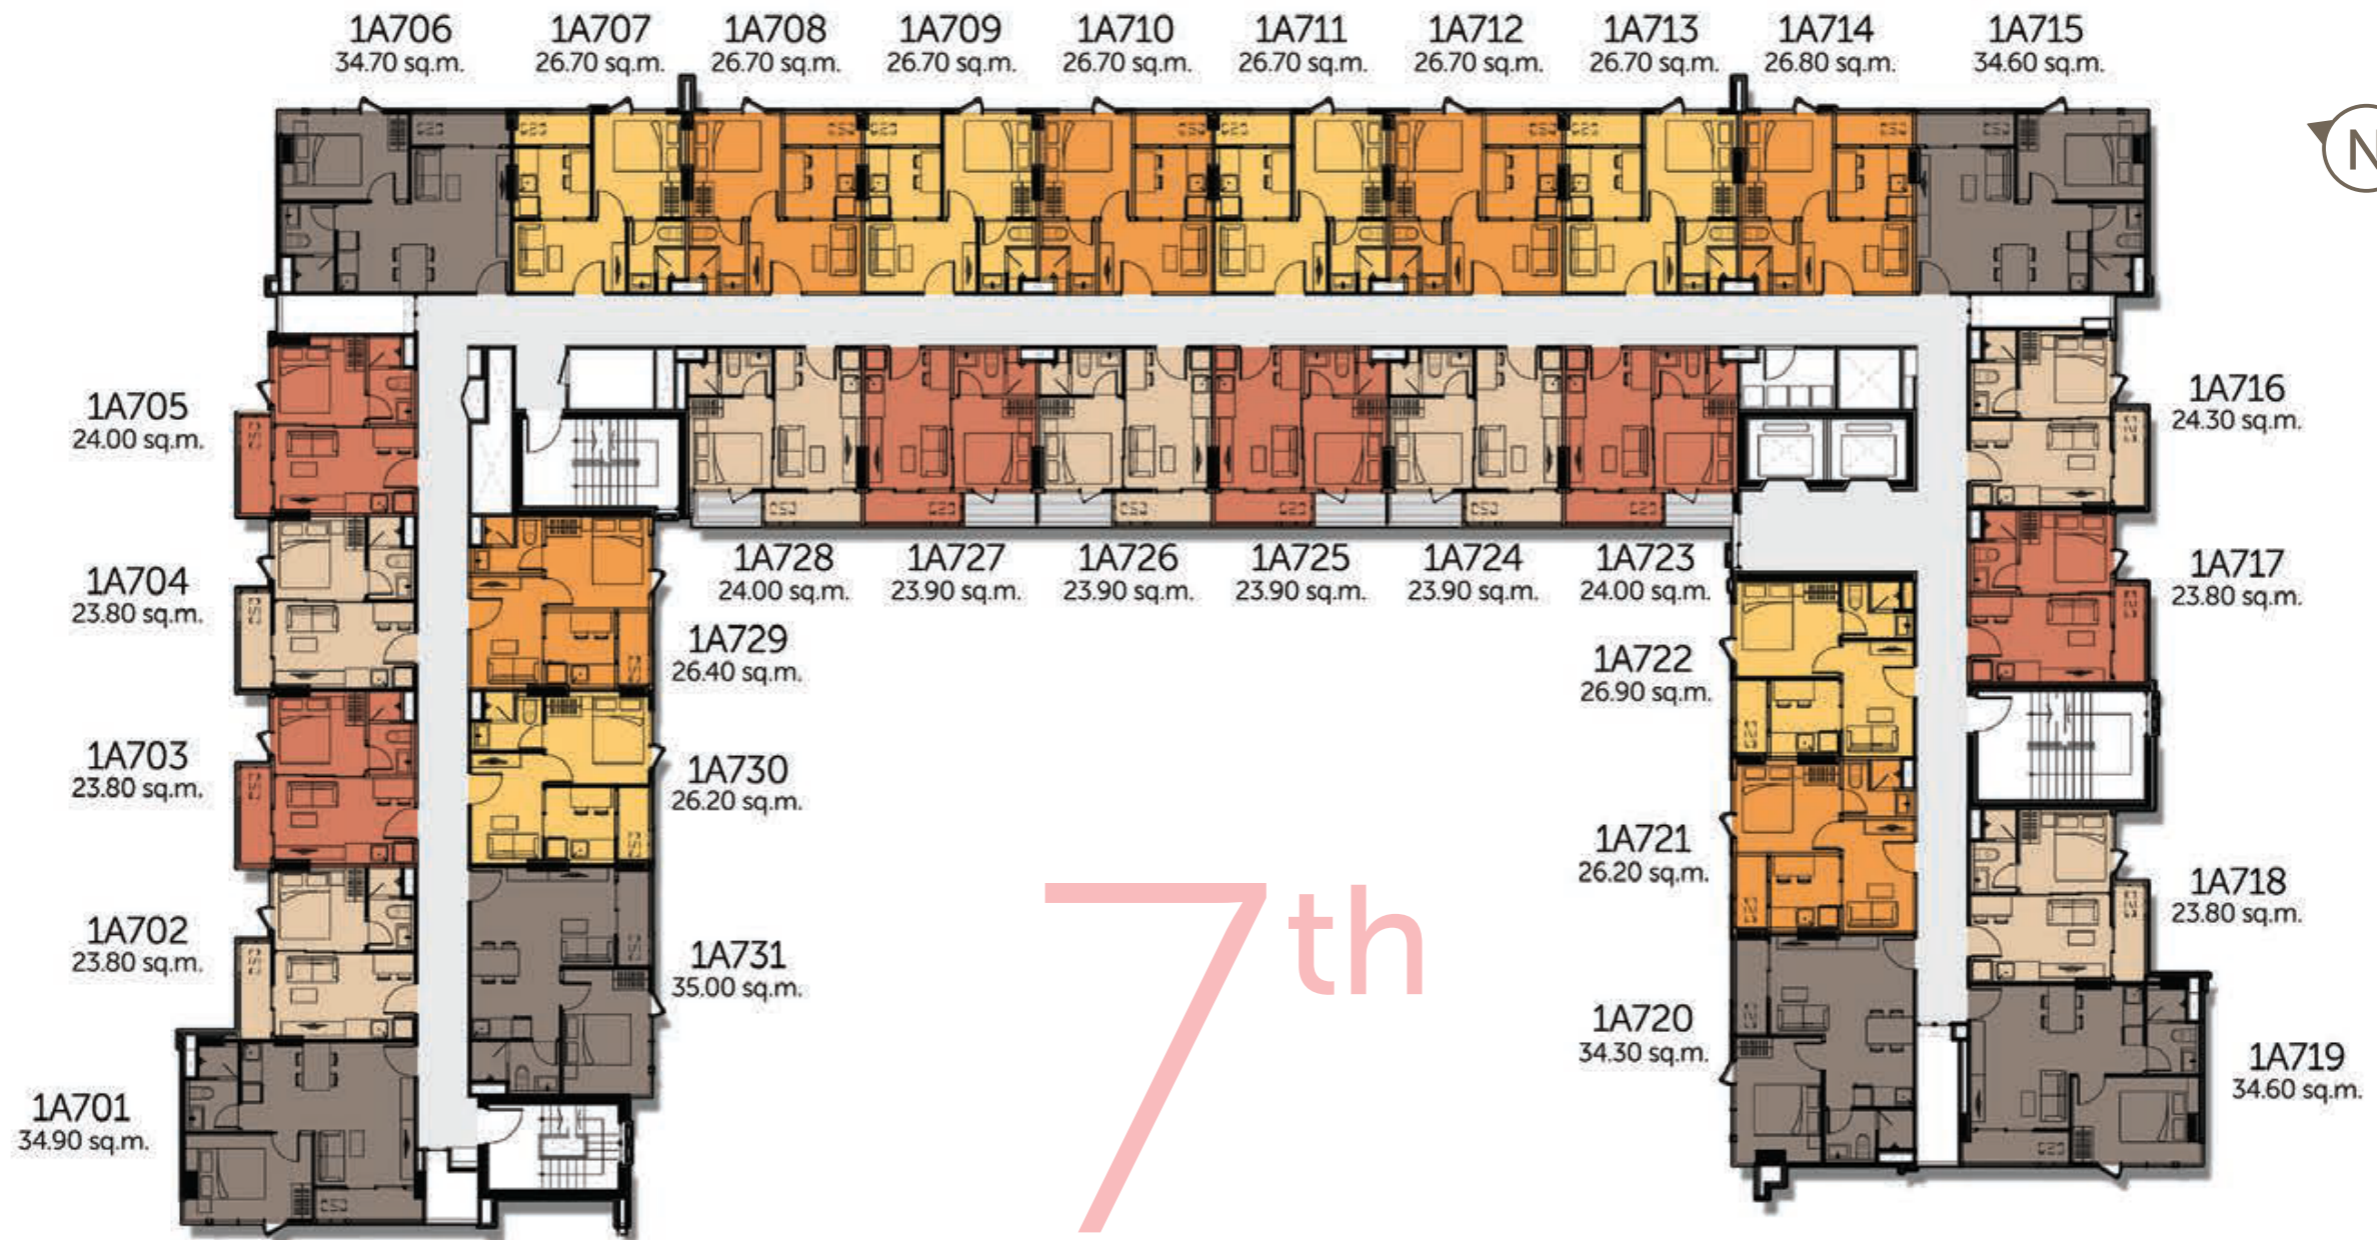 1A706
34.70 sq.m.
1A707
26.70 sq.m.
1A708
26.70 sq.m.
1A709
26.70 sq.m.
1A710
26.70 sq.m.
1A711
26.70 sq.m.
1A712
26.70 sq.m.
1A713
26.70 sq.m.
1A714
26.80 sq.m.
1A715
34.60 sq.m.
N
1A705
24.00 sq.m.
1A716
24.30 sq.m.
1A704
23.80 sq.m.
1A728
24.00 sq.m.
1A727
23.90 sq.m.
1A726
23.90 sq.m.
1A725
23.90 sq.m.
1A724
23.90 sq.m.
1A723
24.00 sq.m.
1A717
23.80 sq.m.
1A729
26.40 sq.m.
1A722
26.90 sq.m.
1A703
23.80 sq.m.
1A730
26.20 sq.m.
1A721
26.20 sq.m.
1A702
23.80 sq.m.
1A731
35.00 sq.m.
7th
1A718
23.80 sq.m.
1A720
34.30 sq.m.
1A701
34.90 sq.m.
1A719
34.60 sq.m.